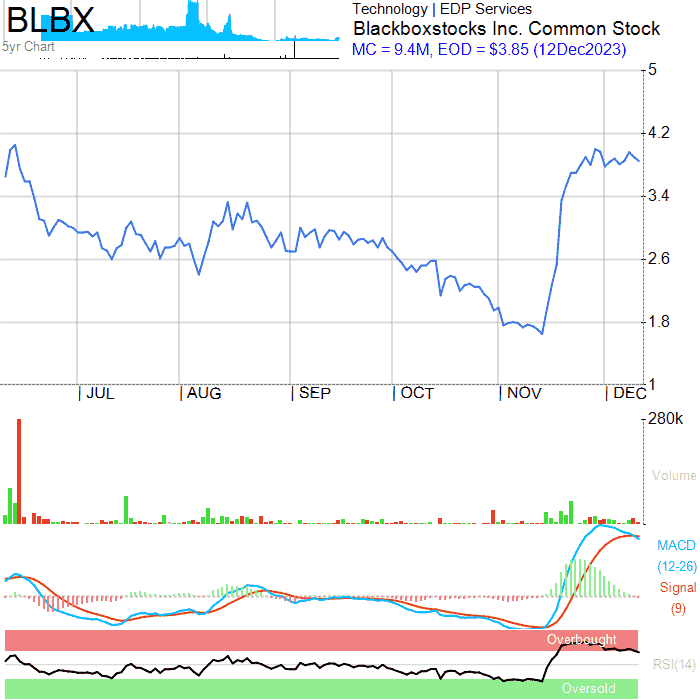 BLBX
5yr Chart
Technology | EDP Services
Blackboxstocks Inc. Common Stock
MC = 9.4M, EOD = $3.85 (12Dec2023)
5
4.2
3.4
2.6
1.8
1
| JUL | AUG | SEP | OCT | NOV | DEC
280k
Volume
MACD
(12-26)
Signal
(9)
Overbought
RSI(14)
Oversold